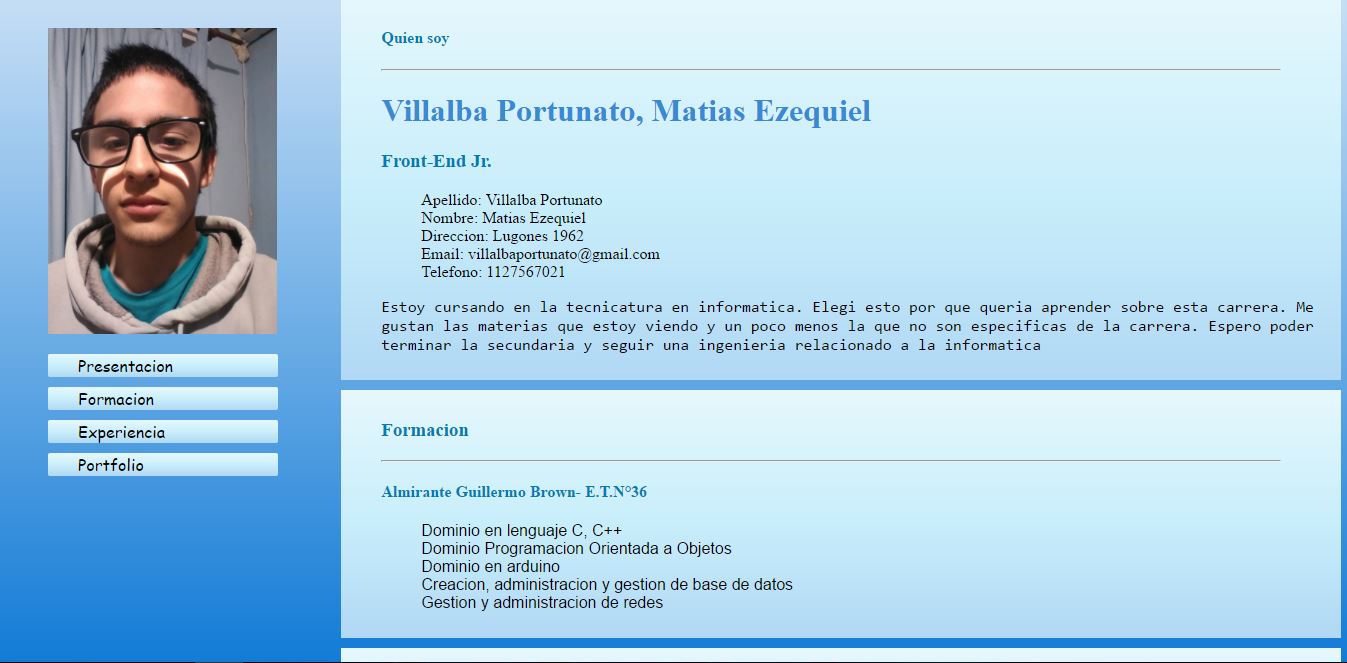 Presentacion
Formacion
Experiencia
Portfolio
Quien soy
Villalba Portunato, Matias Ezequiel
Front-End Jr.
Apellido: Villalba Portunato
Nombre: Matias Ezequiel
Direccion: Lugones 1962
Email: villalbaportunato@gmail.com
Telefono: 1127567021
Estoy cursando en la tecnicatura en informatica. Elegi esto por que queria aprender sobre esta carrera. Me
gustan las materias que estoy viendo y un poco menos la que no son especificas de la carrera. Espero poder
terminar la secundaria y seguir una ingenieria relacionado a la informatica
Formacion
Almirante Guillermo Brown- E.T.N°36
Dominio en lenguaje C, C++
Dominio Programacion Orientada a Objetos
Dominio en arduino
Creacion, administracion y gestion de base de datos
Gestion y administracion de redes